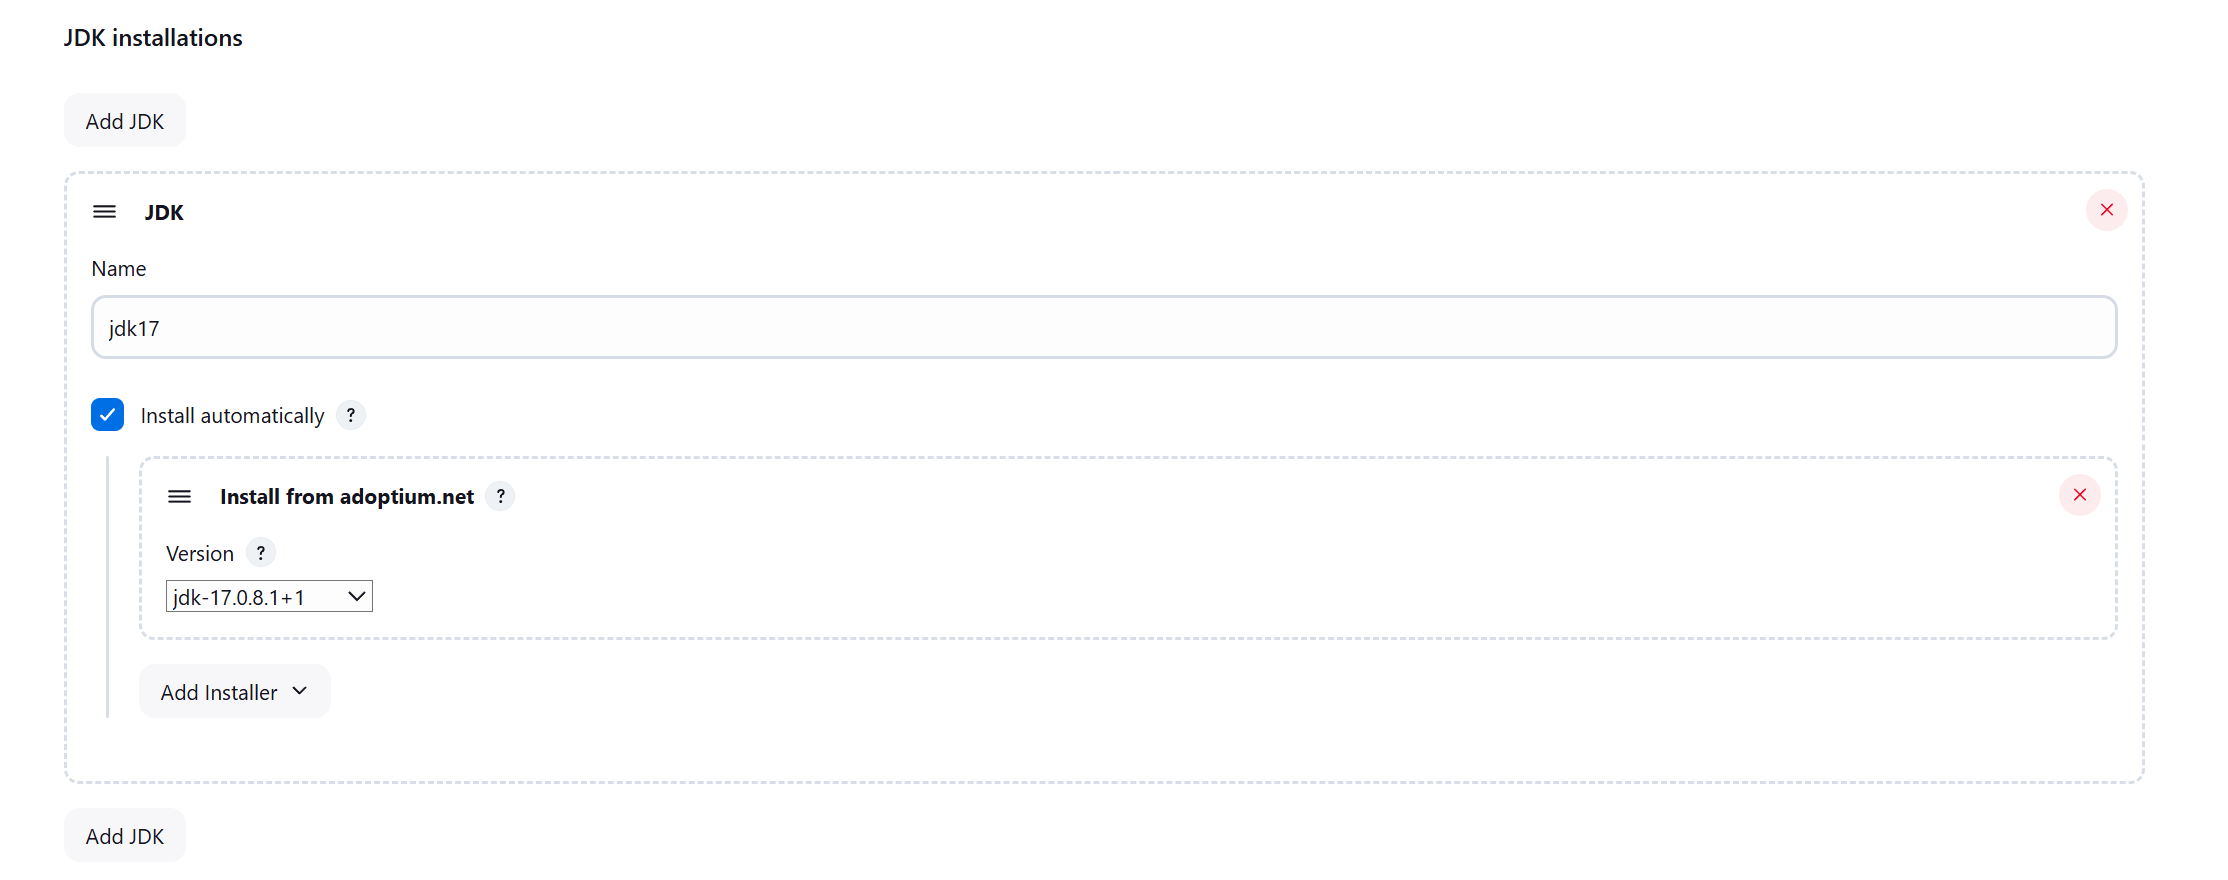 JDK installations
Add JDK
JDK
Name
jdk17
Install automatically ?
Install from adoptium.net ?
Version ?
jdk-17.0.8.1+1
Add Installer
Add JDK